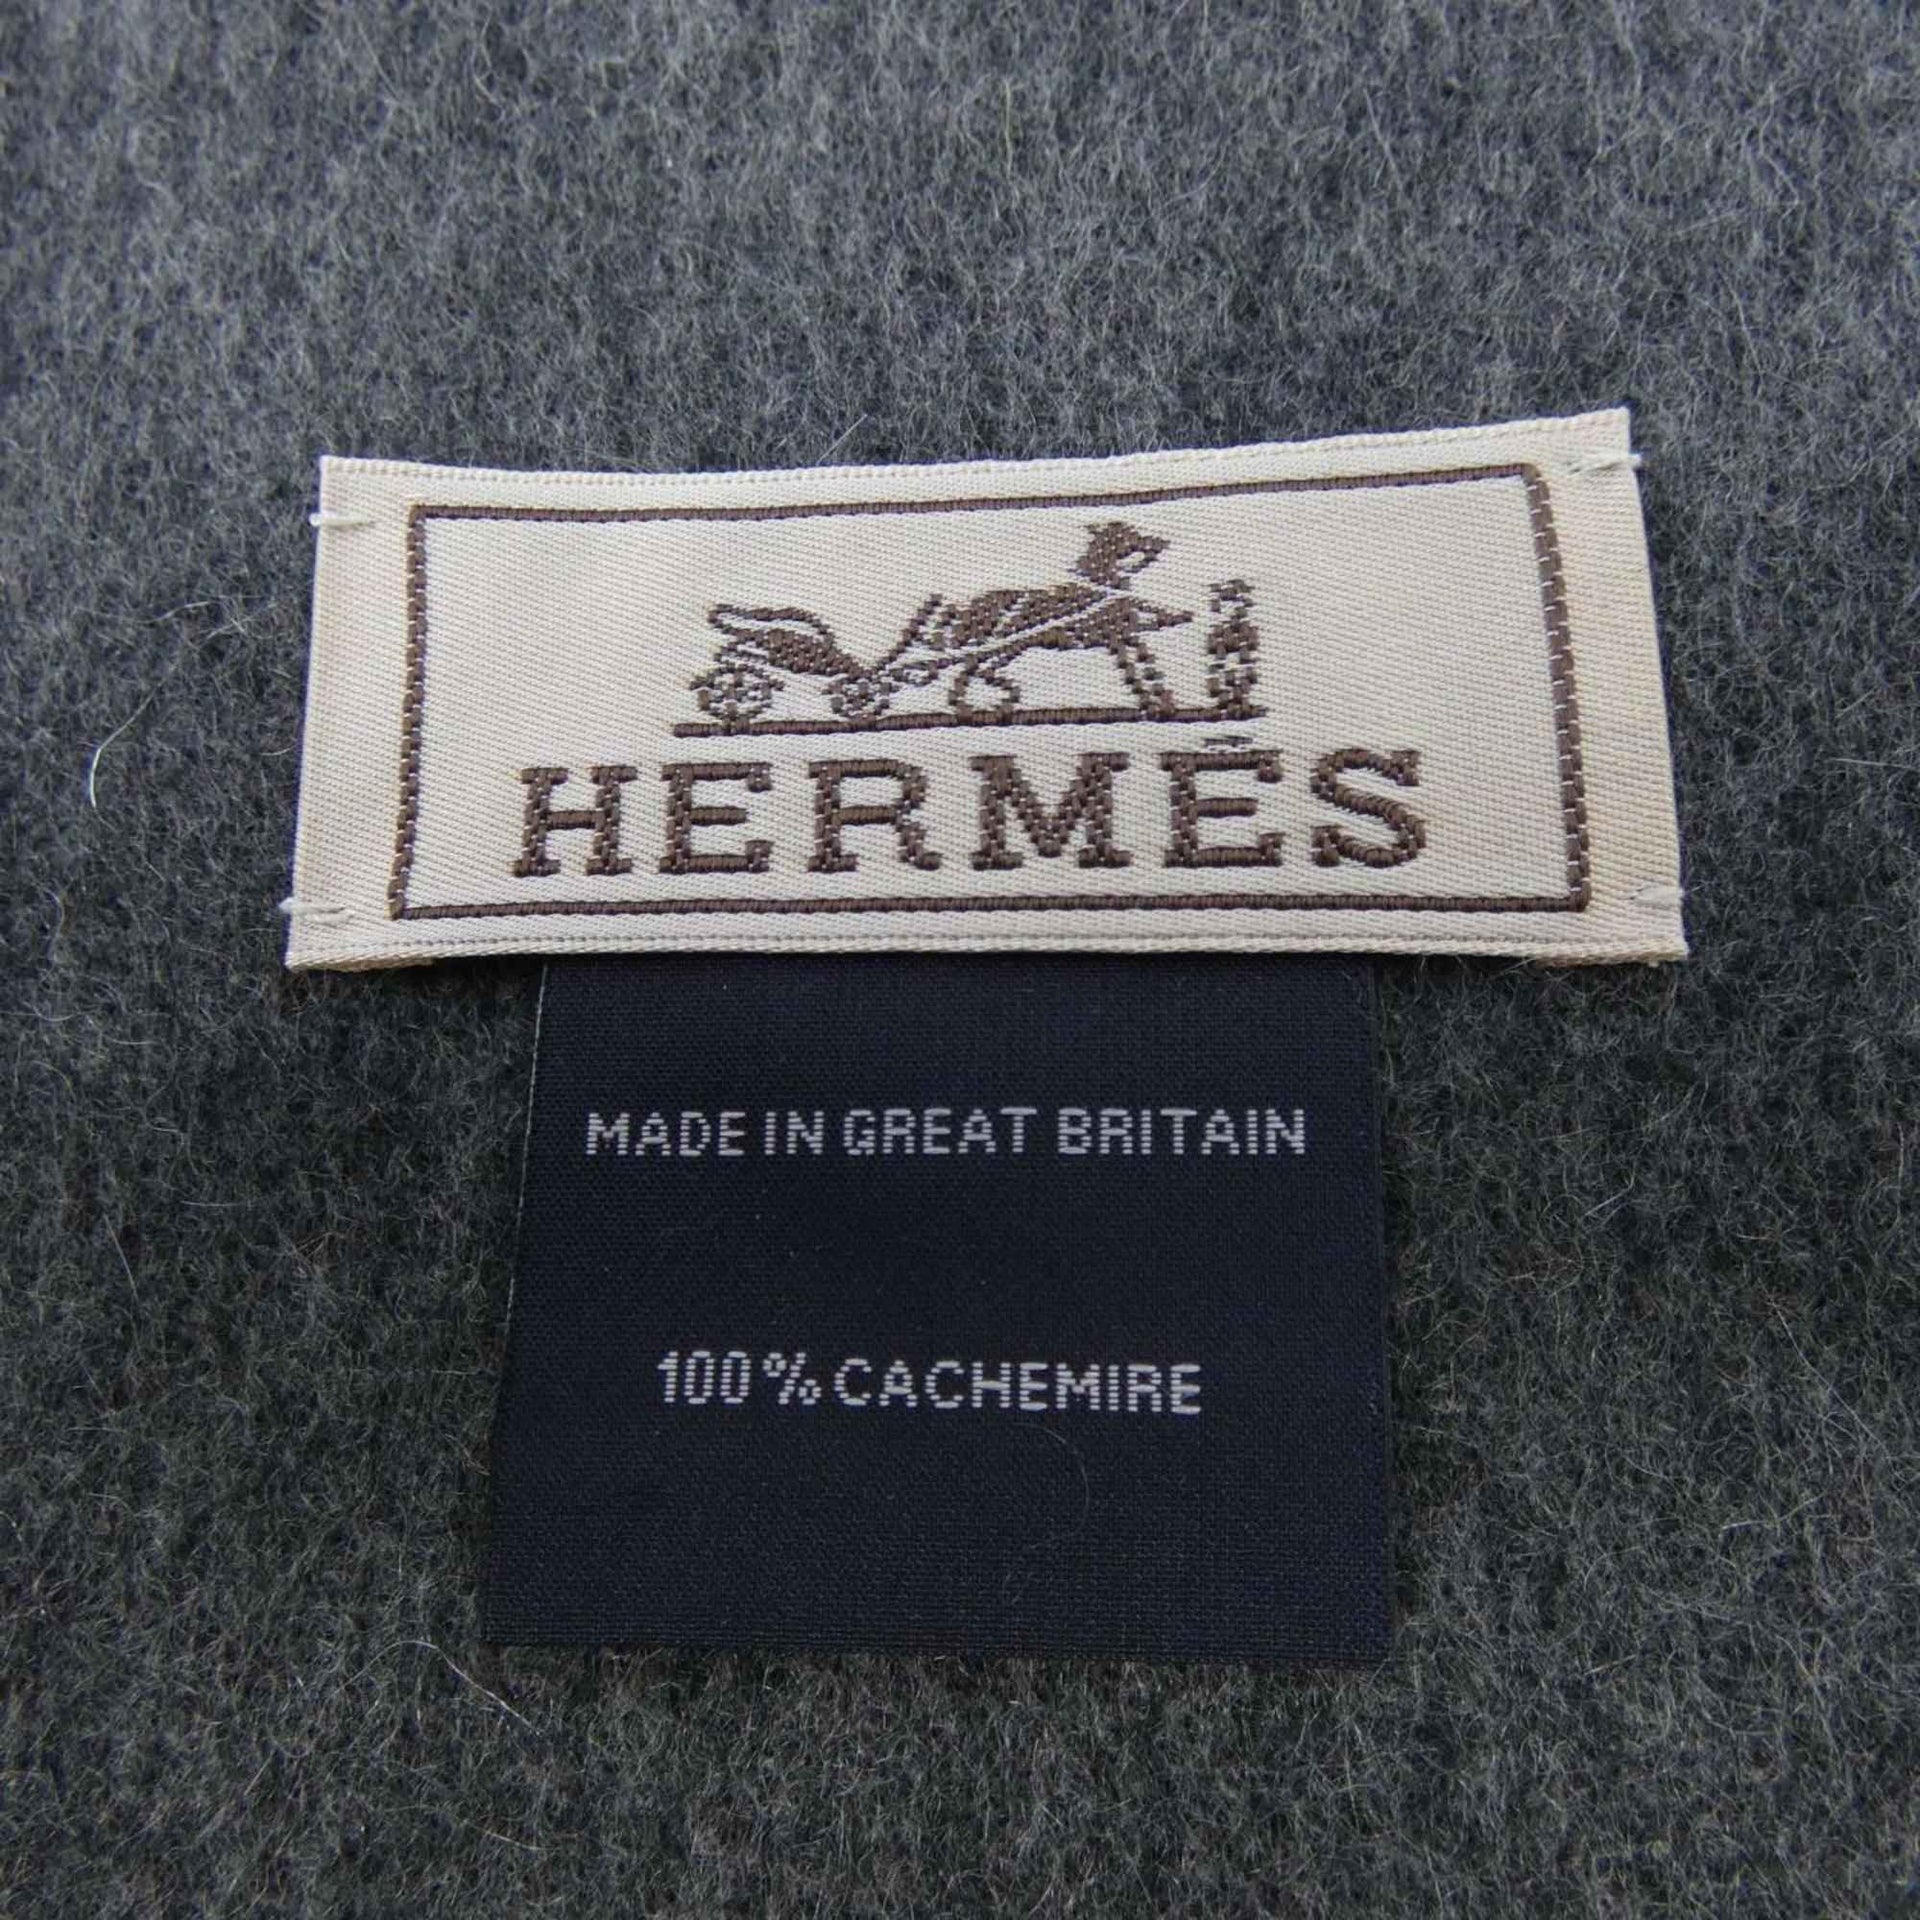 HERMÈS
MADE IN GREAT BRITAIN
100% CACHEMIRE